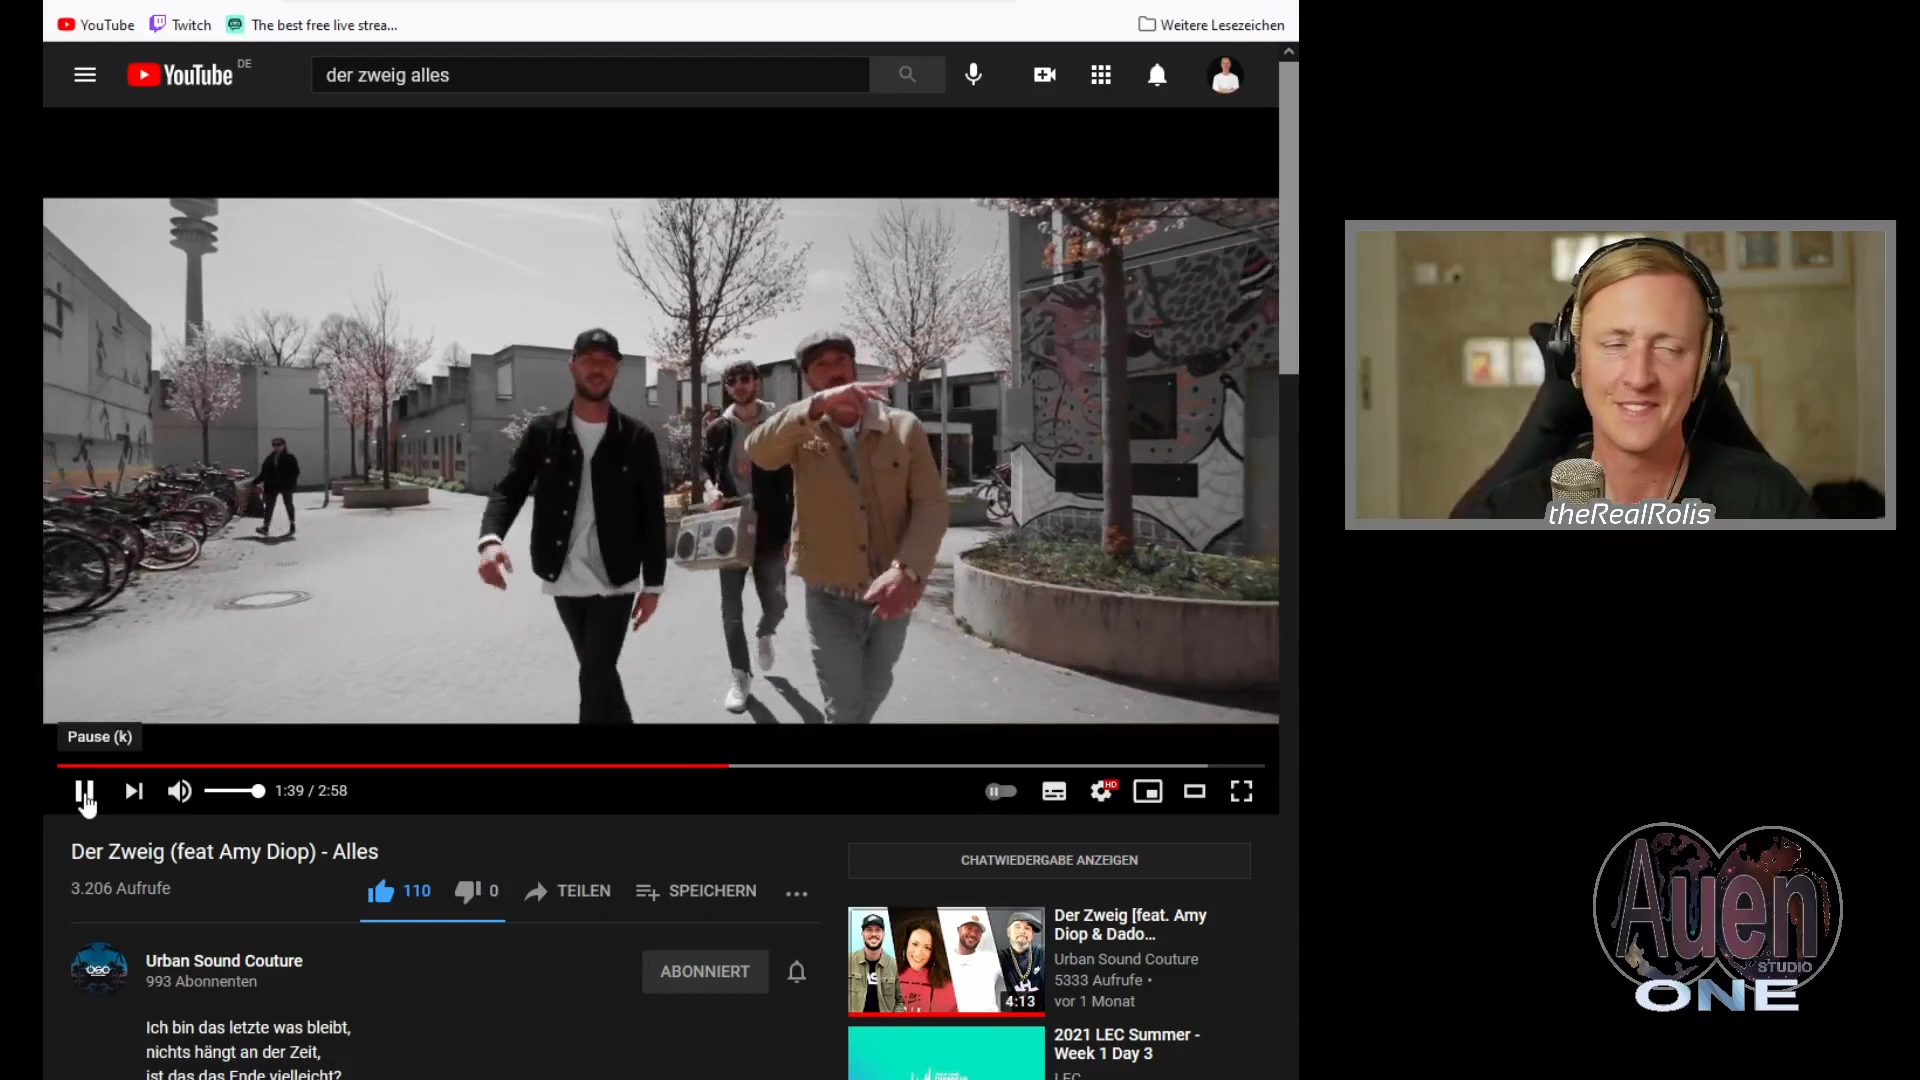 YouTube
Twitch
The best free live strea...
Weitere Lesezeichen
YouTube DE
der zweig alles
theRealRolis
Pause (k)
1:39 / 2:58
HD
Der Zweig (feat Amy Diop) - Alles
3.206 Aufrufe
110
0
TEILEN
SPEICHERN
CHATWIEDERGABE ANZEIGEN
Urban Sound Couture
993 Abonnenten
ABONNIERT
Ich bin das letzte was bleibt,
nichts hängt an der Zeit,
ist das das Ende vielleicht?
4:13
Der Zweig [feat. Amy
Diop & Dado...
Urban Sound Couture
5333 Aufrufe •
vor 1 Monat
2021 LEC Summer -
Week 1 Day 3
LEC
Auen
STUDIO
ONE